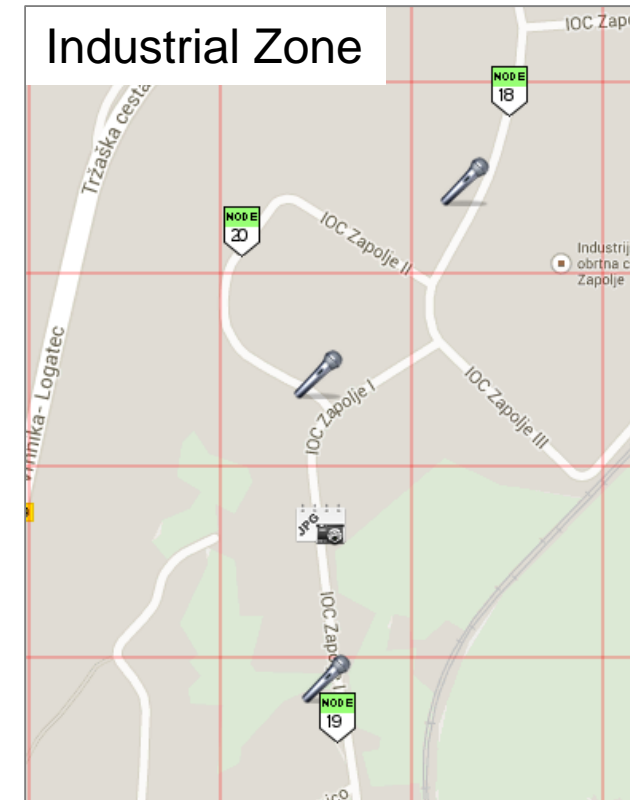 Industrial Zone
IOC Zapo
NODE
18
Tržaška cesta
NODE
20
IOC Zapolje II
Industrij
obrtna c
Zapolje
IOC Zapolje I
IOC Zapolje III
Vrhnika- Logatec
JPG
IOC Zapolje I
NODE
19